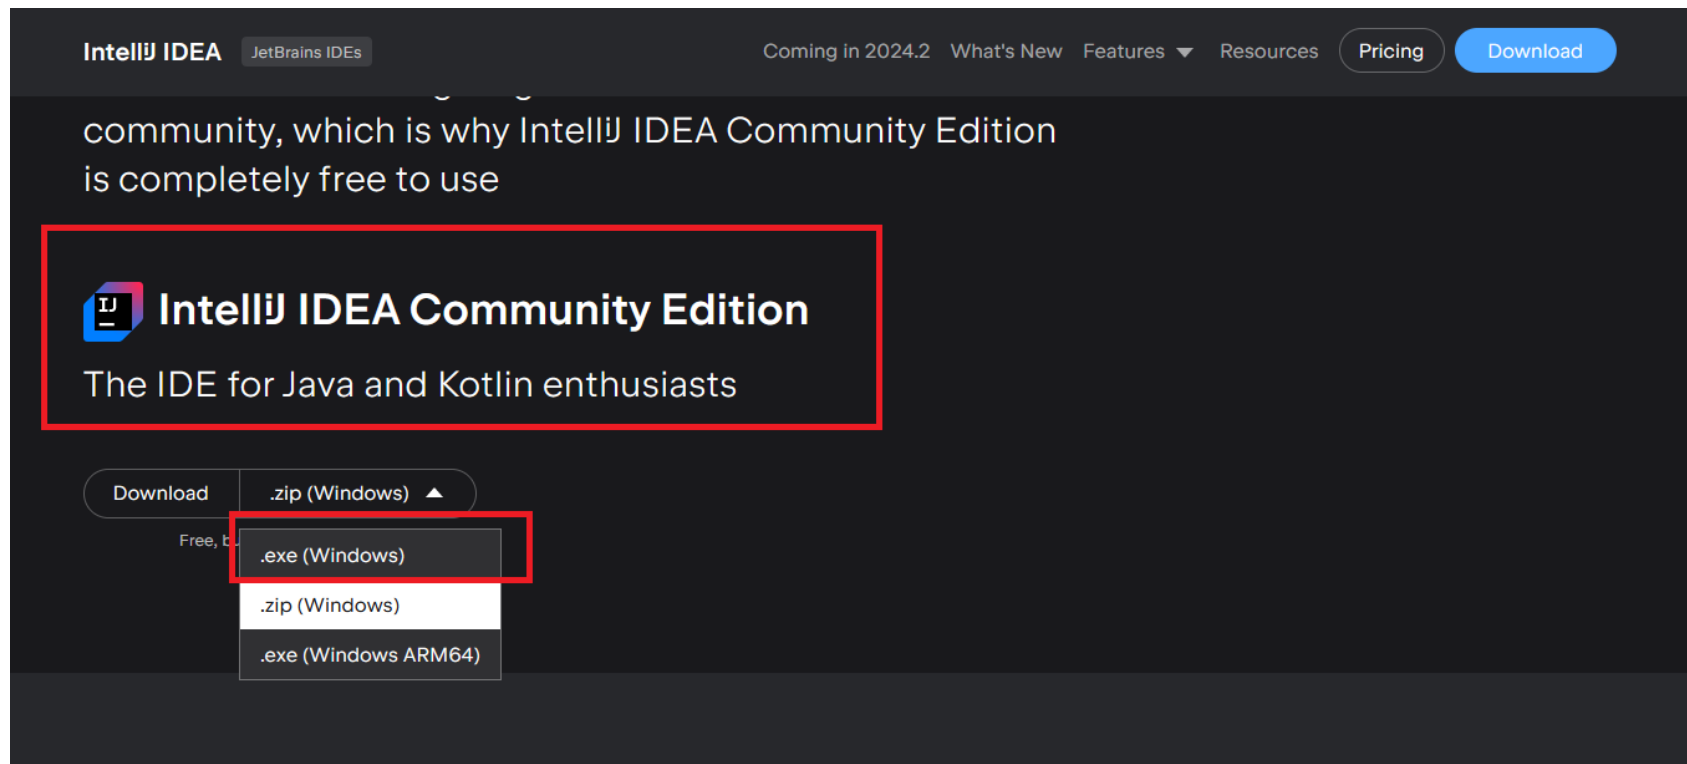 IntelliJ IDEA JetBrains IDEs Coming in 2024.2 What's New Features Resources Pricing Download
community, which is why IntelliJ IDEA Community Edition
is completely free to use
IJ IntelliJ IDEA Community Edition
The IDE for Java and Kotlin enthusiasts
Download .zip (Windows)
Free,
.exe (Windows)
.zip (Windows)
.exe (Windows ARM64)